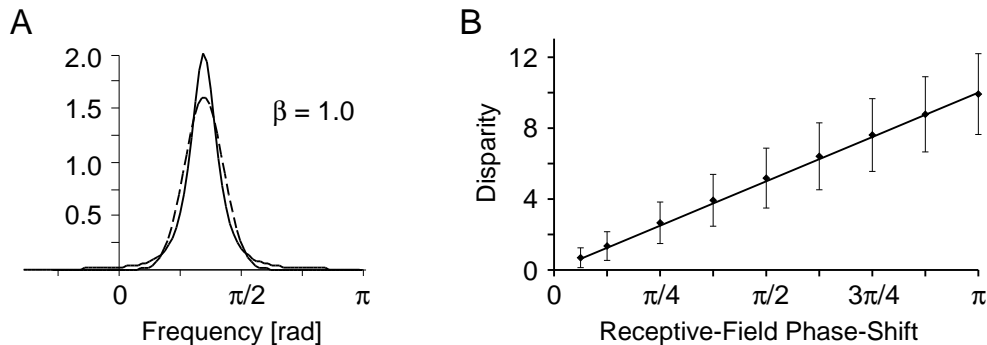 A
2.0
1.5
1.0
0.5
β = 1.0
0
π/2
π
Frequency [rad]
B
12
8
4
0
Disparity
0
π/4
π/2
3π/4
π
Receptive-Field Phase-Shift